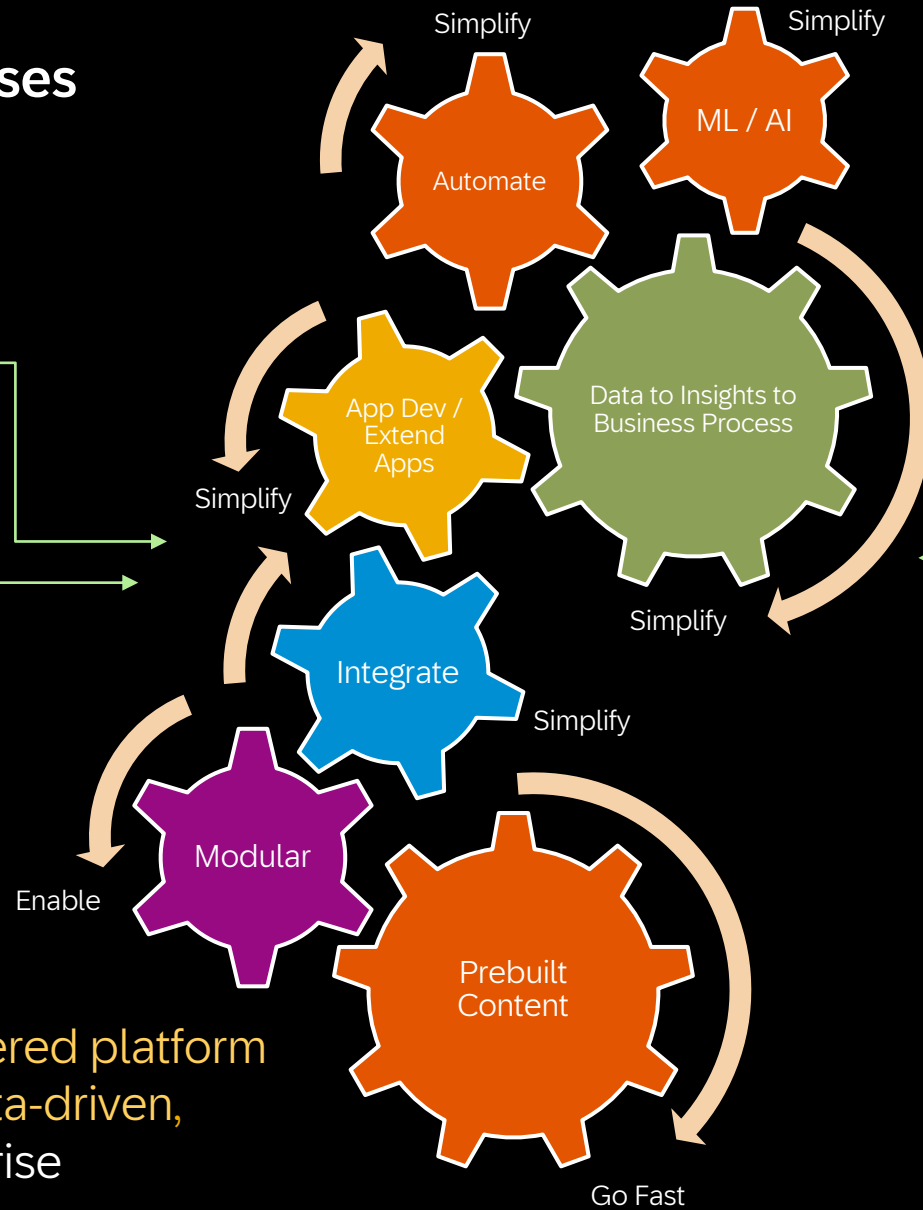 Simplify
Simplify
ses
ML / AI
Automate
Data to Insights to
Business Process
App Dev /
Extend
Apps
Simplify
Simplify
Integrate
Simplify
Modular
Enable
Prebuilt
Content
ered platform
ta-driven,
rise
Go Fast